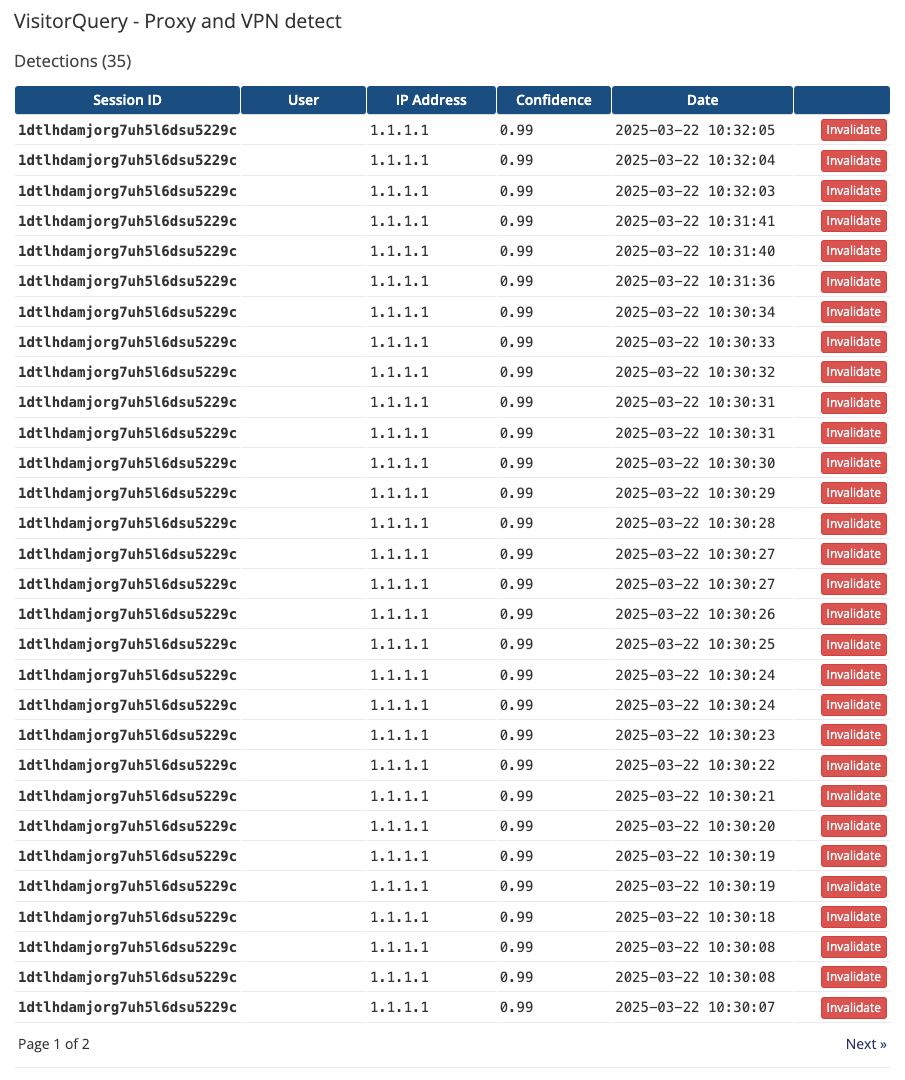 VisitorQuery - Proxy and VPN detect
Detections (35)
Session ID User IP Address Confidence Date
1dtlhdamjorg7uh5l6dsu5229c 1.1.1.1 0.99 2025-03-22 10:32:05 Invalidate
1dtlhdamjorg7uh5l6dsu5229c 1.1.1.1 0.99 2025-03-22 10:32:04 Invalidate
1dtlhdamjorg7uh5l6dsu5229c 1.1.1.1 0.99 2025-03-22 10:32:03 Invalidate
1dtlhdamjorg7uh5l6dsu5229c 1.1.1.1 0.99 2025-03-22 10:31:41 Invalidate
1dtlhdamjorg7uh5l6dsu5229c 1.1.1.1 0.99 2025-03-22 10:31:40 Invalidate
1dtlhdamjorg7uh5l6dsu5229c 1.1.1.1 0.99 2025-03-22 10:31:36 Invalidate
1dtlhdamjorg7uh5l6dsu5229c 1.1.1.1 0.99 2025-03-22 10:30:34 Invalidate
1dtlhdamjorg7uh5l6dsu5229c 1.1.1.1 0.99 2025-03-22 10:30:33 Invalidate
1dtlhdamjorg7uh5l6dsu5229c 1.1.1.1 0.99 2025-03-22 10:30:32 Invalidate
1dtlhdamjorg7uh5l6dsu5229c 1.1.1.1 0.99 2025-03-22 10:30:31 Invalidate
1dtlhdamjorg7uh5l6dsu5229c 1.1.1.1 0.99 2025-03-22 10:30:31 Invalidate
1dtlhdamjorg7uh5l6dsu5229c 1.1.1.1 0.99 2025-03-22 10:30:30 Invalidate
1dtlhdamjorg7uh5l6dsu5229c 1.1.1.1 0.99 2025-03-22 10:30:29 Invalidate
1dtlhdamjorg7uh5l6dsu5229c 1.1.1.1 0.99 2025-03-22 10:30:28 Invalidate
1dtlhdamjorg7uh5l6dsu5229c 1.1.1.1 0.99 2025-03-22 10:30:27 Invalidate
1dtlhdamjorg7uh5l6dsu5229c 1.1.1.1 0.99 2025-03-22 10:30:27 Invalidate
1dtlhdamjorg7uh5l6dsu5229c 1.1.1.1 0.99 2025-03-22 10:30:26 Invalidate
1dtlhdamjorg7uh5l6dsu5229c 1.1.1.1 0.99 2025-03-22 10:30:25 Invalidate
1dtlhdamjorg7uh5l6dsu5229c 1.1.1.1 0.99 2025-03-22 10:30:24 Invalidate
1dtlhdamjorg7uh5l6dsu5229c 1.1.1.1 0.99 2025-03-22 10:30:24 Invalidate
1dtlhdamjorg7uh5l6dsu5229c 1.1.1.1 0.99 2025-03-22 10:30:23 Invalidate
1dtlhdamjorg7uh5l6dsu5229c 1.1.1.1 0.99 2025-03-22 10:30:22 Invalidate
1dtlhdamjorg7uh5l6dsu5229c 1.1.1.1 0.99 2025-03-22 10:30:21 Invalidate
1dtlhdamjorg7uh5l6dsu5229c 1.1.1.1 0.99 2025-03-22 10:30:20 Invalidate
1dtlhdamjorg7uh5l6dsu5229c 1.1.1.1 0.99 2025-03-22 10:30:19 Invalidate
1dtlhdamjorg7uh5l6dsu5229c 1.1.1.1 0.99 2025-03-22 10:30:19 Invalidate
1dtlhdamjorg7uh5l6dsu5229c 1.1.1.1 0.99 2025-03-22 10:30:18 Invalidate
1dtlhdamjorg7uh5l6dsu5229c 1.1.1.1 0.99 2025-03-22 10:30:08 Invalidate
1dtlhdamjorg7uh5l6dsu5229c 1.1.1.1 0.99 2025-03-22 10:30:08 Invalidate
1dtlhdamjorg7uh5l6dsu5229c 1.1.1.1 0.99 2025-03-22 10:30:07 Invalidate
Page 1 of 2 Next »